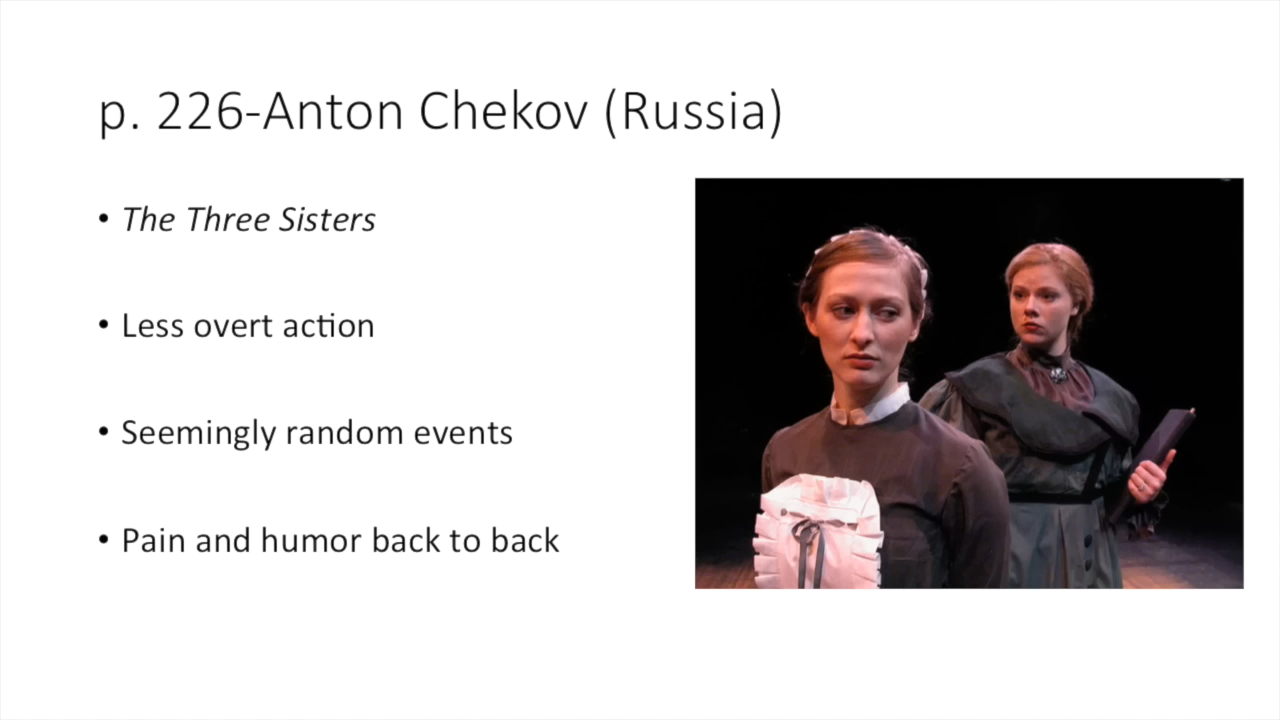 p. 226-Anton Chekov (Russia)
• The Three Sisters
• Less overt action
• Seemingly random events
• Pain and humor back to back